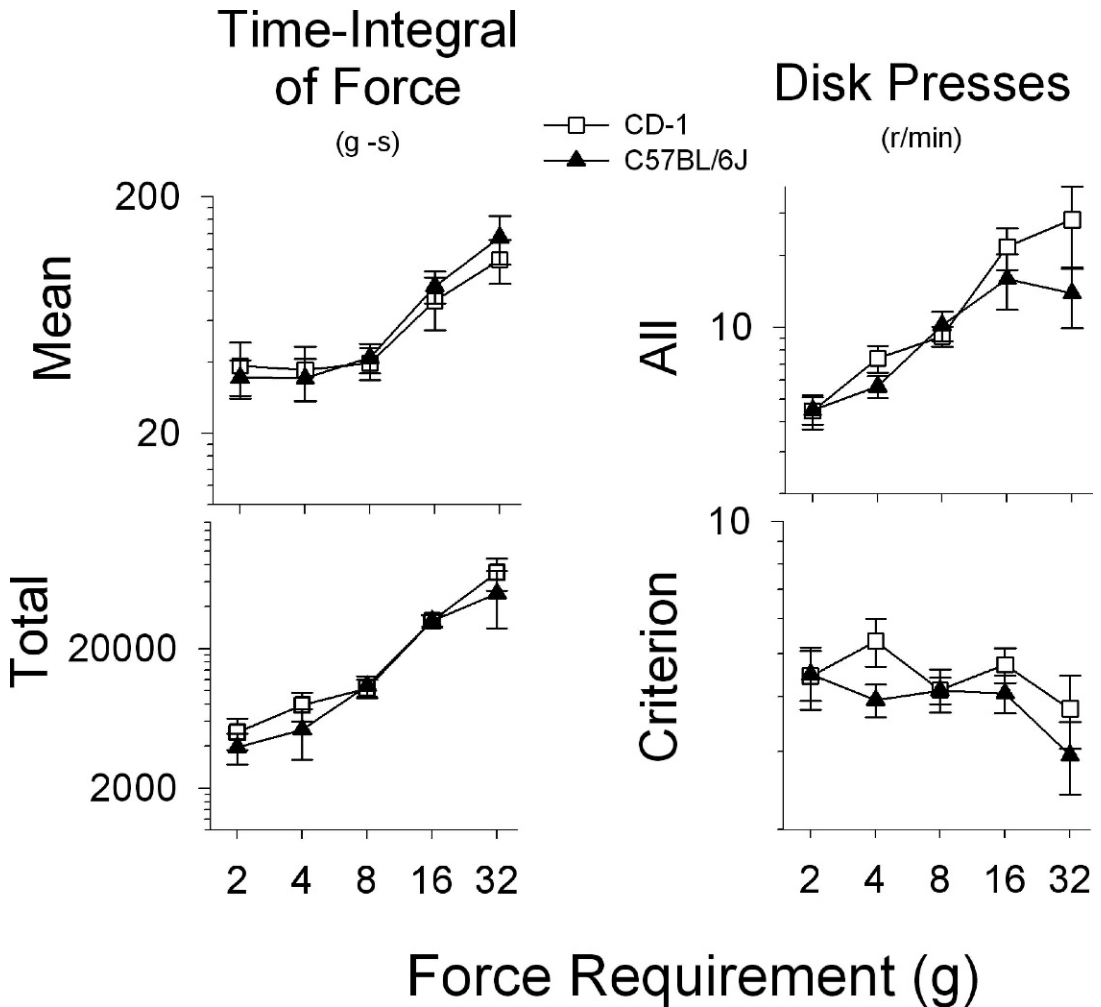 Time-Integral
of Force
(g -s)
Disk Presses
(r/min)
CD-1
C57BL/6J
Mean
200
20
All
10
Total
20000
2000
Criterion
10
2 4 8 16 32
2 4 8 16 32
Force Requirement (g)